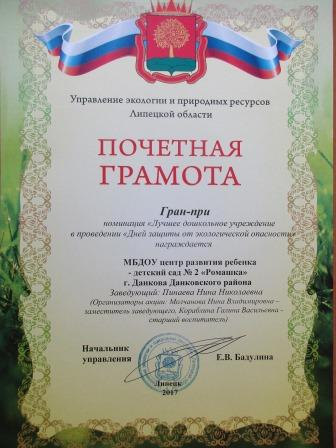 Управление экологии и природных ресурсов
Липецкой области
ПОЧЕТНАЯ
ГРАМОТА
Гран-при
номинация «Лучшее дошкольное учреждение
в проведении «Дней защиты от экологической опасности»
награждается
МБДОУ центр развития ребенка
- детский сад № 2 «Ромашка»
г. Данкова Данковского района
Заведующий: Пинаева Нина Николаевна
(Организаторы акции: Молчанова Нина Владимировна –
заместитель заведующего, Кораблина Галина Васильевна -
старший воспитатель)
Начальник
управления
Е.В. Бадулина
Липецк
2017